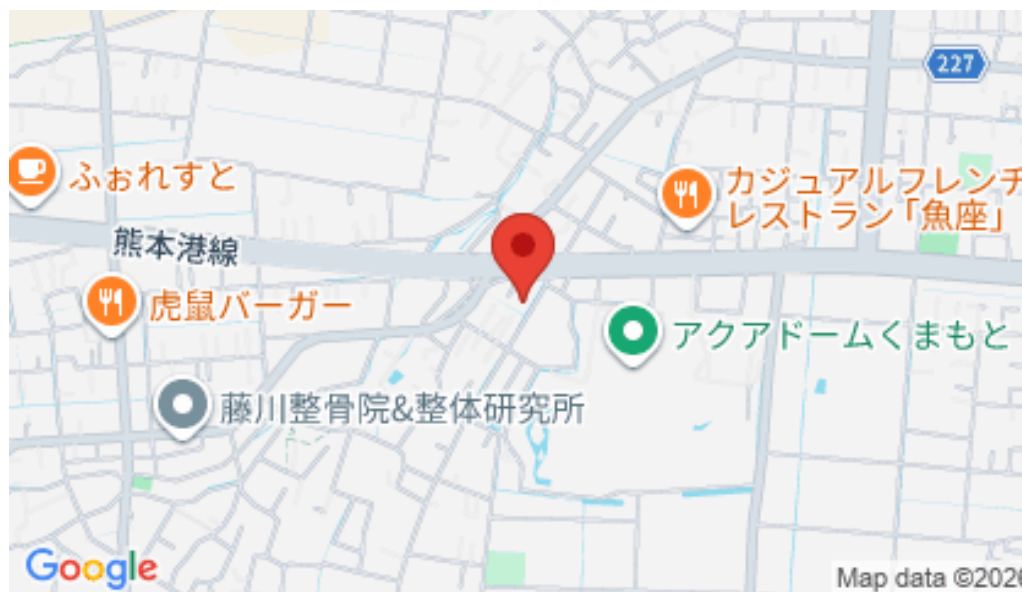 227
ふぉれすと
カジュアルフレンチ
レストラン「魚座」
熊本港線
虎鼠バーガー
アクアドームくまもと
藤川整骨院&整体研究所
Google
Map data ©2026